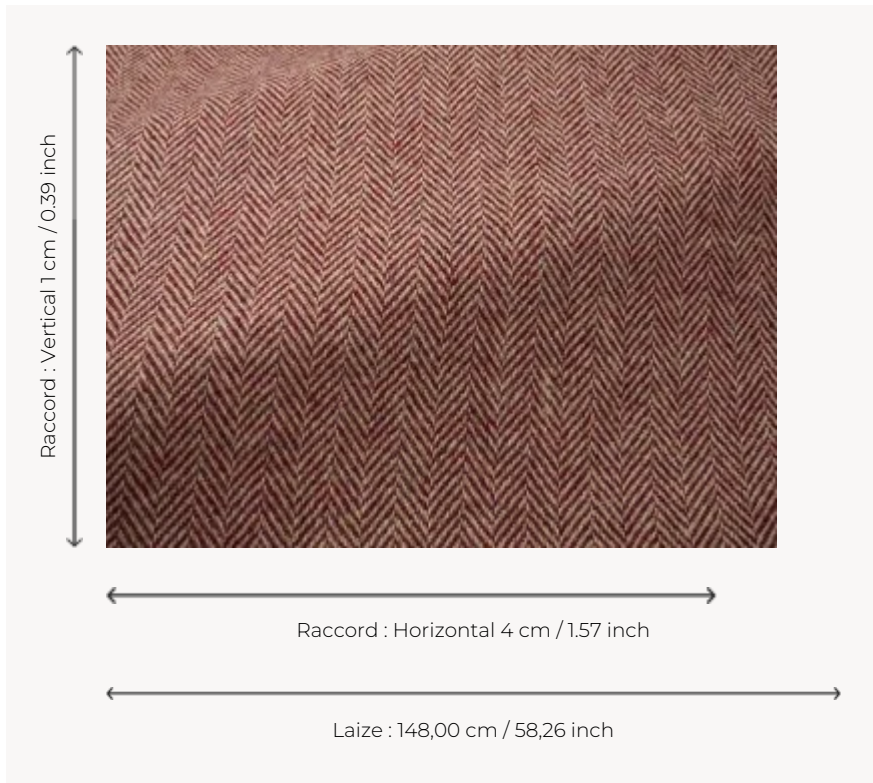 Raccord : Vertical 1 cm / 0.39 inch
Raccord : Horizontal 4 cm / 1.57 inch
Laize : 148,00 cm / 58,26 inch